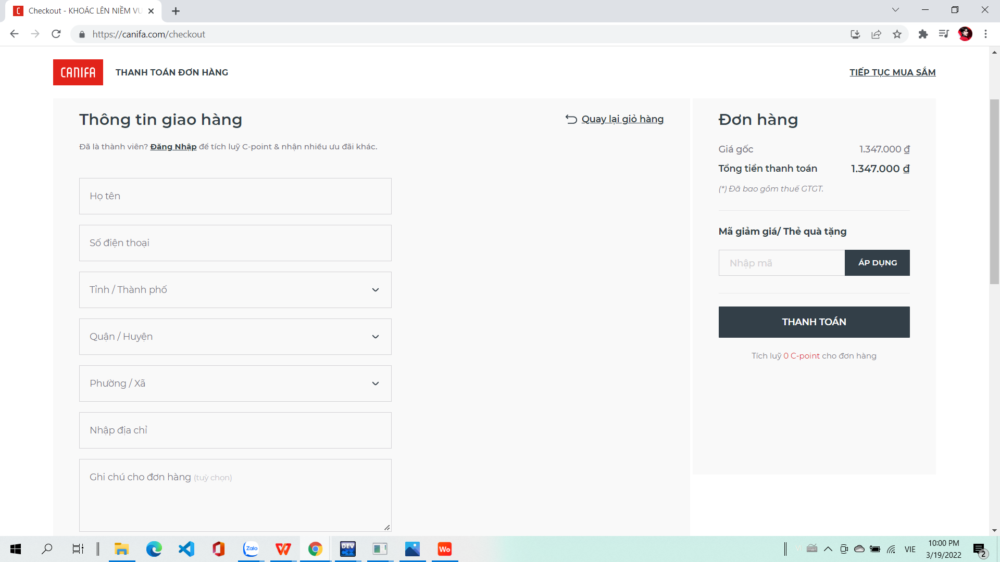 Checkout - KHOÁC LÊN NIỀM VU
https://canifa.com/checkout
CANIFA
THANH TOÁN ĐƠN HÀNG
TIẾP TỤC MUA SẮM
Thông tin giao hàng
Quay lại giỏ hàng
Đã là thành viên? Đăng Nhập để tích luỹ C-point & nhận nhiều ưu đãi khác.
Họ tên
Số điện thoại
Tỉnh / Thành phố
Quận / Huyện
Phường / Xã
Nhập địa chỉ
Ghi chú cho đơn hàng (tuỳ chọn)
Đơn hàng
Giá gốc 1.347.000 ₫
Tổng tiền thanh toán 1.347.000 ₫
(*) Đã bao gồm thuế GTGT.
Mã giảm giá/ Thẻ quà tặng
Nhập mã
ÁP DỤNG
THANH TOÁN
Tích luỹ 0 C-point cho đơn hàng
Zalo
DEV
Wo
VIE
10:00 PM
3/19/2022
2